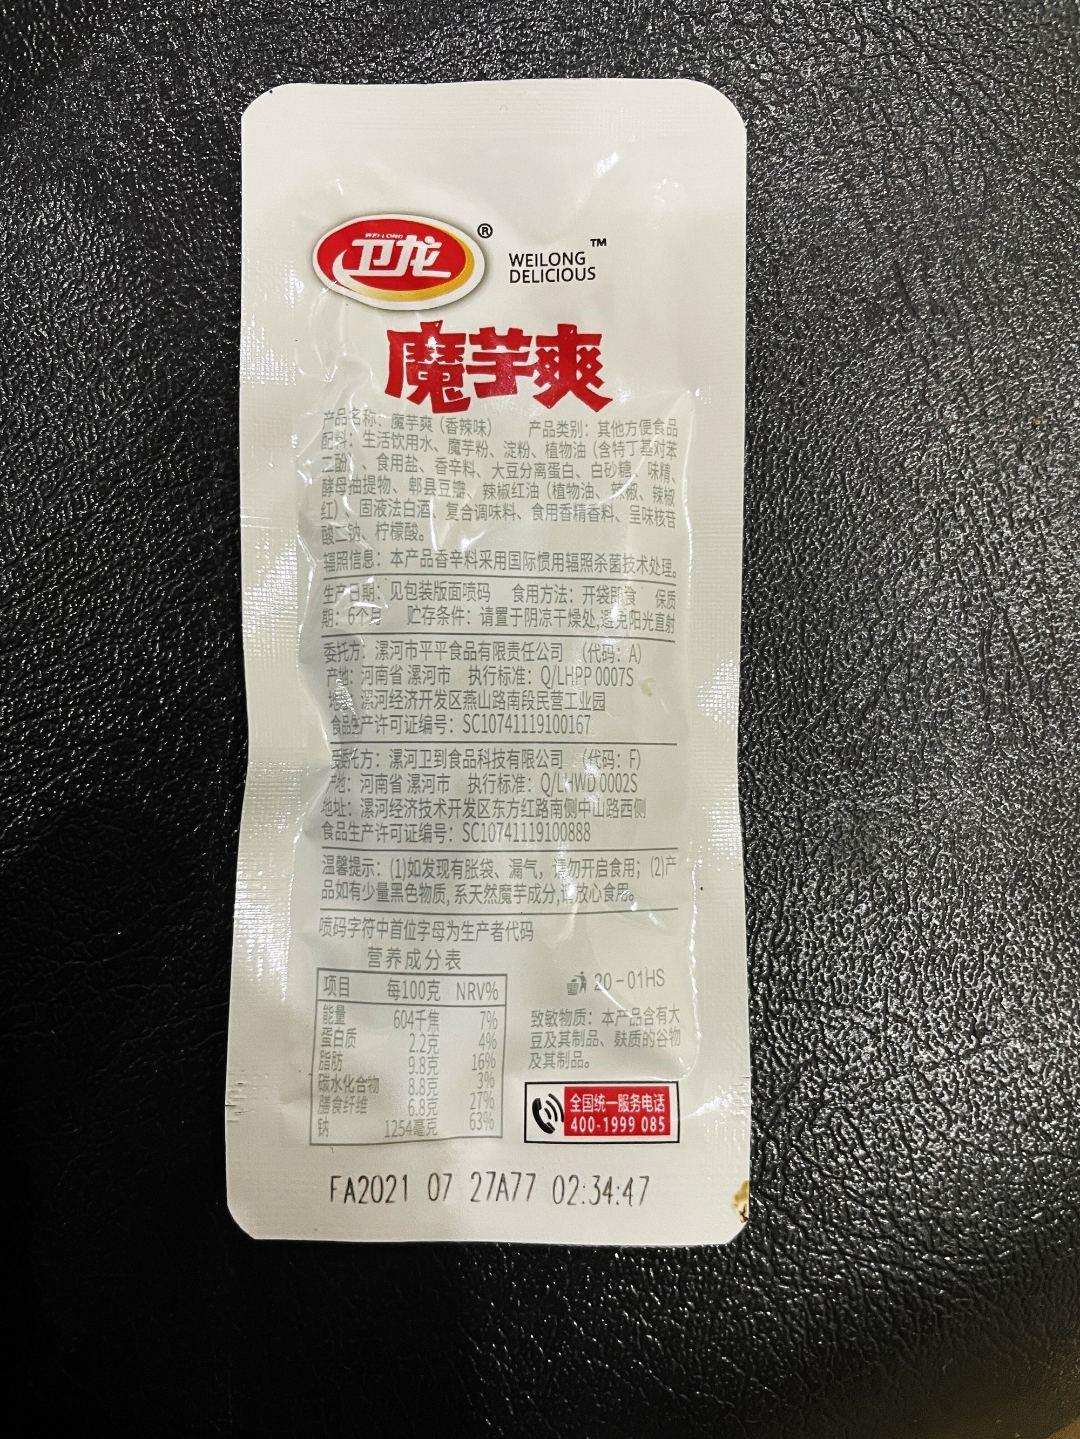 WEI LONG
卫龙®
WEILONG™
DELICIOUS
魔芋爽
产品名称：魔芋爽（香辣味） 产品类别：其他方便食品
配料：生活饮用水、魔芋粉、淀粉、植物油（含特丁基对苯
二酚）、食用盐、香辛料、大豆分离蛋白、白砂糖、味精、
酵母抽提物、郫县豆瓣、辣椒红油（植物油、辣椒、辣椒
红）、固液法白酒、复合调味料、食用香精香料、呈味核苷
酸二钠、柠檬酸。
辐照信息：本产品香辛料采用国际惯用辐照杀菌技术处理。
生产日期：见包装版面喷码 食用方法：开袋即食 保质
期：6个月 贮存条件：请置于阴凉干燥处,避免阳光直射
委托方：漯河市平平食品有限责任公司 （代码：A）
产地：河南省 漯河市 执行标准：Q/LHPP 0007S
地址：漯河经济开发区燕山路南段民营工业园
食品生产许可证编号：SC10741119100167
受委托方：漯河卫到食品科技有限公司 （代码：F）
产地：河南省 漯河市 执行标准：Q/LHWD 0002S
地址：漯河经济技术开发区东方红路南侧中山路西侧
食品生产许可证编号：SC10741119100888
温馨提示：(1)如发现有胀袋、漏气，请勿开启食用；(2)产
品如有少量黑色物质,系天然魔芋成分,请放心食用。
喷码字符中首位字母为生产者代码
营养成分表
项目 每100克 NRV%
能量 604千焦 7%
蛋白质 2.2克 4%
脂肪 9.8克 16%
碳水化合物 8.8克 3%
膳食纤维 6.8克 27%
钠 1254毫克 63%
20-01HS
致敏物质：本产品含有大
豆及其制品、麸质的谷物
及其制品。
全国统一服务电话
400-1999 085
FA2021 07 27A77 02:34:47